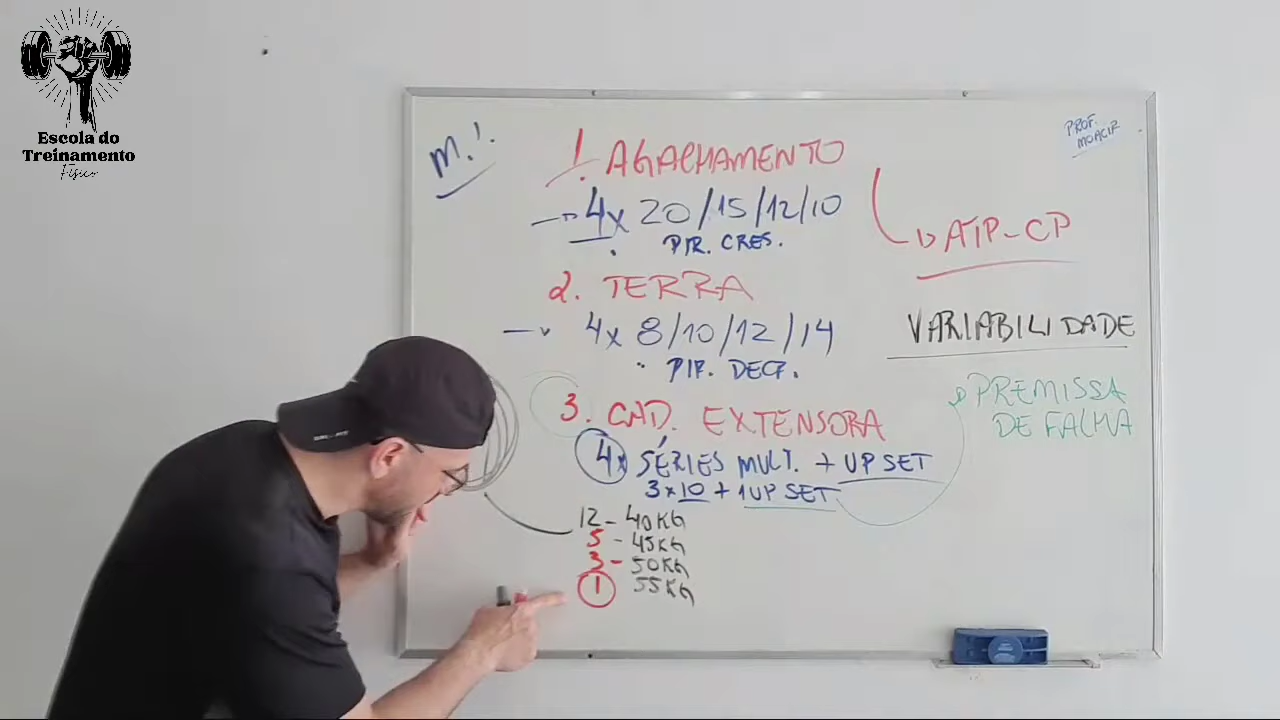 Escola do
Treinamento
Físico
M.!
PROF.
MOACIR
1. AGACHAMENTO
4x 20/15/12/10
PIR. CRES.
ATP-CP
2. TERRA
4x 8/10/12/14
PIR. DECR.
VARIABILIDADE
PREMISSA
DE FALHA
3. CAD. EXTENSORA
4x SÉRIES MULT. + UP SET
3x10 + 1UP SET
12 - 40KG
5 - 45KG
3 - 50KG
1 55KG